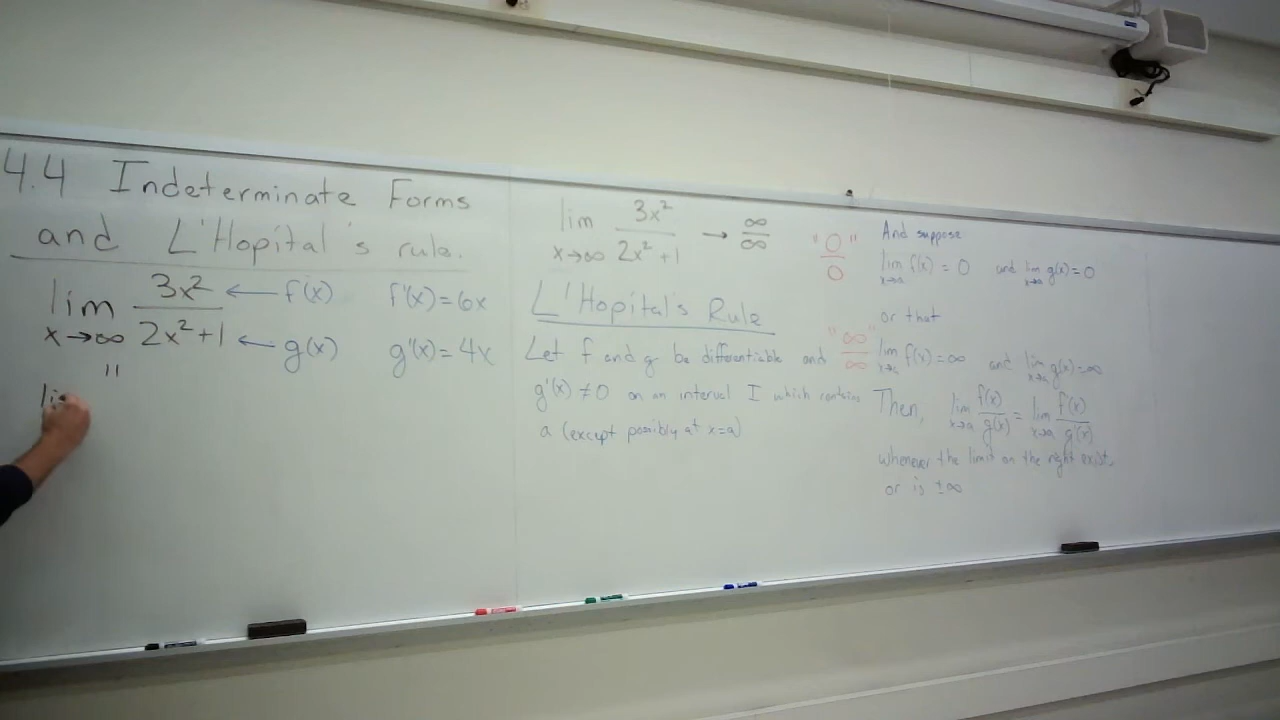 4.4 Indeterminate Forms
and L'Hopital's rule.
lim x→∞ 3x²/2x²+1
← f(x) f'(x) = 6x
← g(x) g'(x) = 4x
"
li
lim x→∞ 3x²/2x²+1 → ∞/∞
L'Hopital's Rule
Let f and g be differentiable and
g'(x) ≠ 0 on an interval I which contains
a (except possibly at x=a)
"0/0"
"∞/∞"
And suppose
lim x→a f(x) = 0 and lim x→a g(x) = 0
or that
lim x→a f(x) = ∞ and lim x→a g(x) = ∞
Then, lim x→a f(x)/g(x) = lim x→a f'(x)/g'(x)
whenever the limit on the right exists
or is ±∞